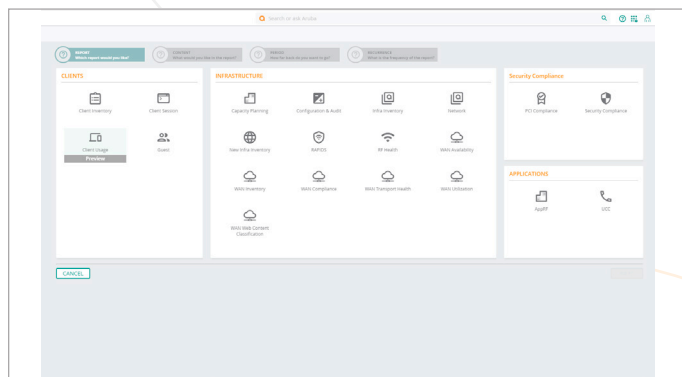 Search or ask Aruba
REPORT
Which report would you like?
CONTEXT
What would you like in the report?
PERIOD
How far back do you want to go?
RECURRENCE
What is the frequency of the report?
CLIENTS
Client Inventory
Client Session
Client Usage
Preview
Guest
INFRASTRUCTURE
Capacity Planning
Configuration & Audit
Infra Inventory
Network
New Infra Inventory
RAPIDS
RF Health
WAN Availability
WAN Inventory
WAN Compliance
WAN Transport Health
WAN Utilization
WAN Web Content
Classification
Security Compliance
PCI Compliance
Security Compliance
APPLICATIONS
AppRF
UCC
CANCEL